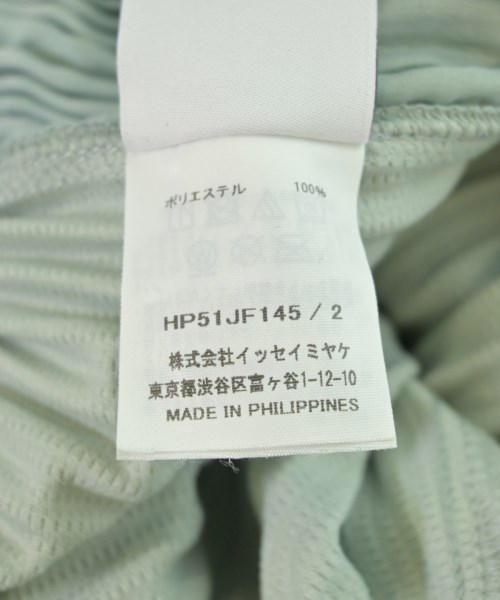 ポリエステル 100%
HP51JF145 / 2
株式会社イッセイミヤケ
東京都渋谷区富ヶ谷1-12-10
MADE IN PHILIPPINES